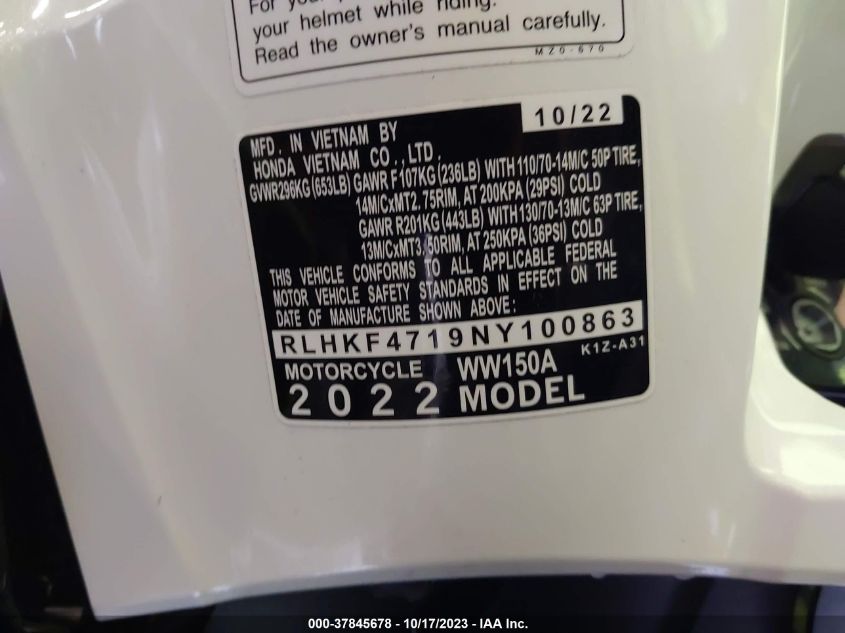 your helmet while riding.
Read the owner's manual carefully.
MZ0-670
10/22
MFD. IN VIETNAM BY
HONDA VIETNAM CO., LTD.
GVWR296KG (653LB) GAWR F107KG (236LB) WITH 110/70-14M/C 50P TIRE,
14M/CxMT2.75RIM, AT 200KPA (29PSI) COLD
GAWR R201KG (443LB) WITH 130/70-13M/C 63P TIRE,
13M/CxMT3.50RIM, AT 250KPA (36PSI) COLD
THIS VEHICLE CONFORMS TO ALL APPLICABLE FEDERAL
MOTOR VEHICLE SAFETY STANDARDS IN EFFECT ON THE
DATE OF MANUFACTURE SHOWN ABOVE:
RLHKF4719NY100863
K1Z-A31
MOTORCYCLE WW150A
2022 MODEL
000-37845678 - 10/17/2023 - IAA Inc.